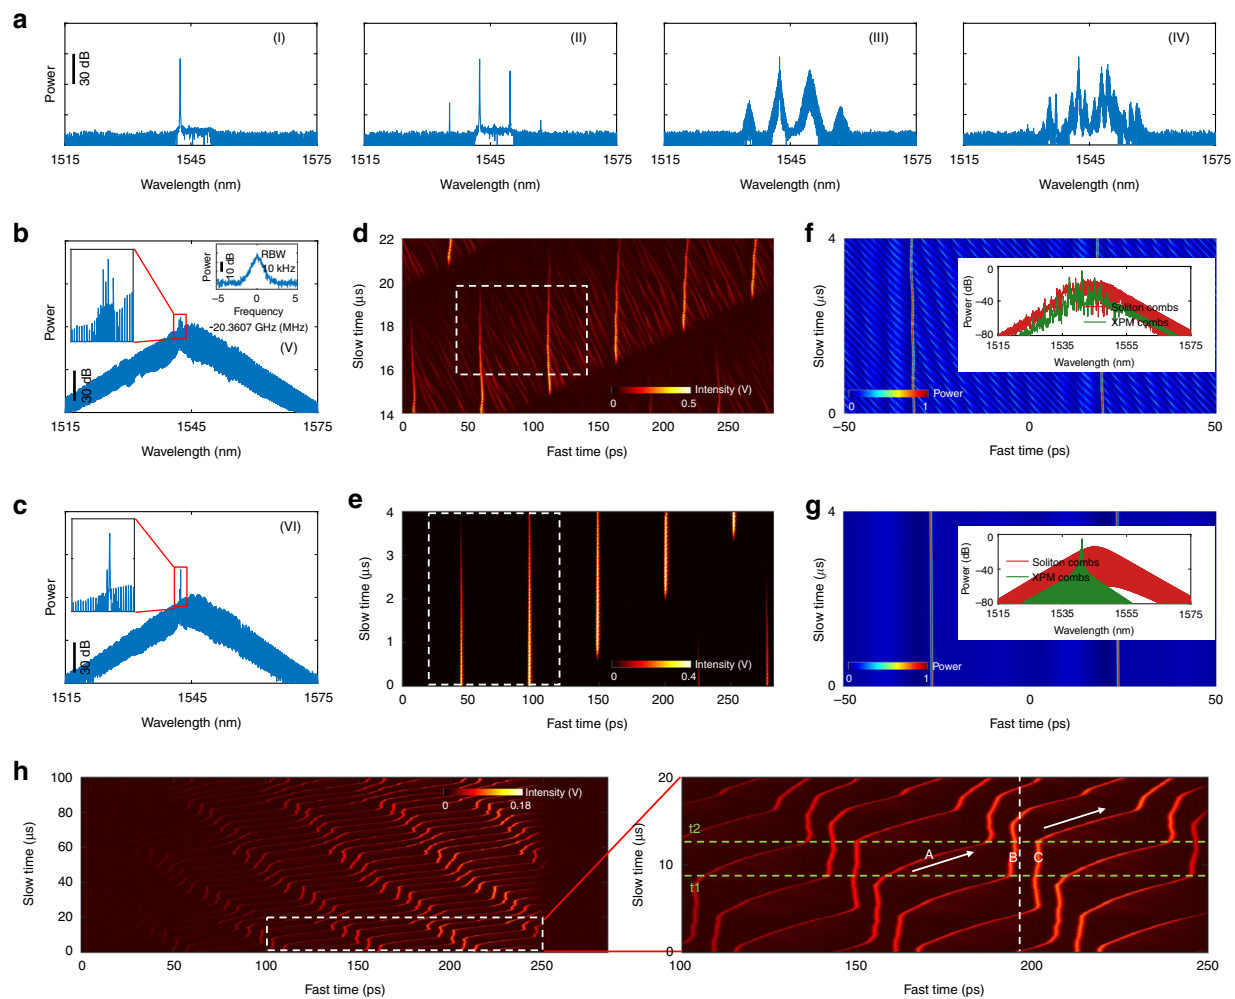 a
Power
30 dB
(I)
(II)
(III)
(IV)
1515 1545 1575
1515 1545 1575
1515 1545 1575
1515 1545 1575
Wavelength (nm)
Wavelength (nm)
Wavelength (nm)
Wavelength (nm)
b
Power
30 dB
Power
10 dB
RBW
10 kHz
−5 0 5
Frequency
−20.3607 GHz (MHz)
(V)
1515 1545 1575
Wavelength (nm)
d
Slow time (µs)
22
20
18
16
14
Intensity (V)
0 0.5
0 50 100 150 200 250
Fast time (ps)
f
Slow time (µs)
4
0
Power (dB)
0
−40
−80
Soliton combs
XPM combs
1515 1535 1555 1575
Wavelength (nm)
Power
0 1
−50 0 50
Fast time (ps)
c
Power
30 dB
(VI)
1515 1545 1575
Wavelength (nm)
e
Slow time (µs)
4
3
2
1
0
Intensity (V)
0 0.4
0 50 100 150 200 250
Fast time (ps)
g
Slow time (µs)
4
0
Power (dB)
0
−40
−80
Soliton combs
XPM combs
1515 1535 1555 1575
Wavelength (nm)
Power
0 1
−50 0 50
Fast time (ps)
h
Slow time (µs)
100
80
60
40
20
0
Intensity (V)
0 0.18
0 50 100 150 200 250
Fast time (ps)
Slow time (µs)
20
10
0
t2
t1
A
B
C
100 150 200 250
Fast time (ps)